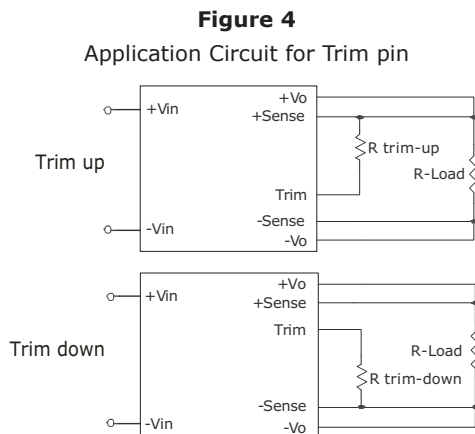 Figure 4
Application Circuit for Trim pin
+Vo
+Vin
+Sense
R trim-up
Trim up
R-Load
Trim
-Sense
-Vin
-Vo
+Vo
+Vin
+Sense
Trim
Trim down
R-Load
R trim-down
-Sense
-Vin
-Vo